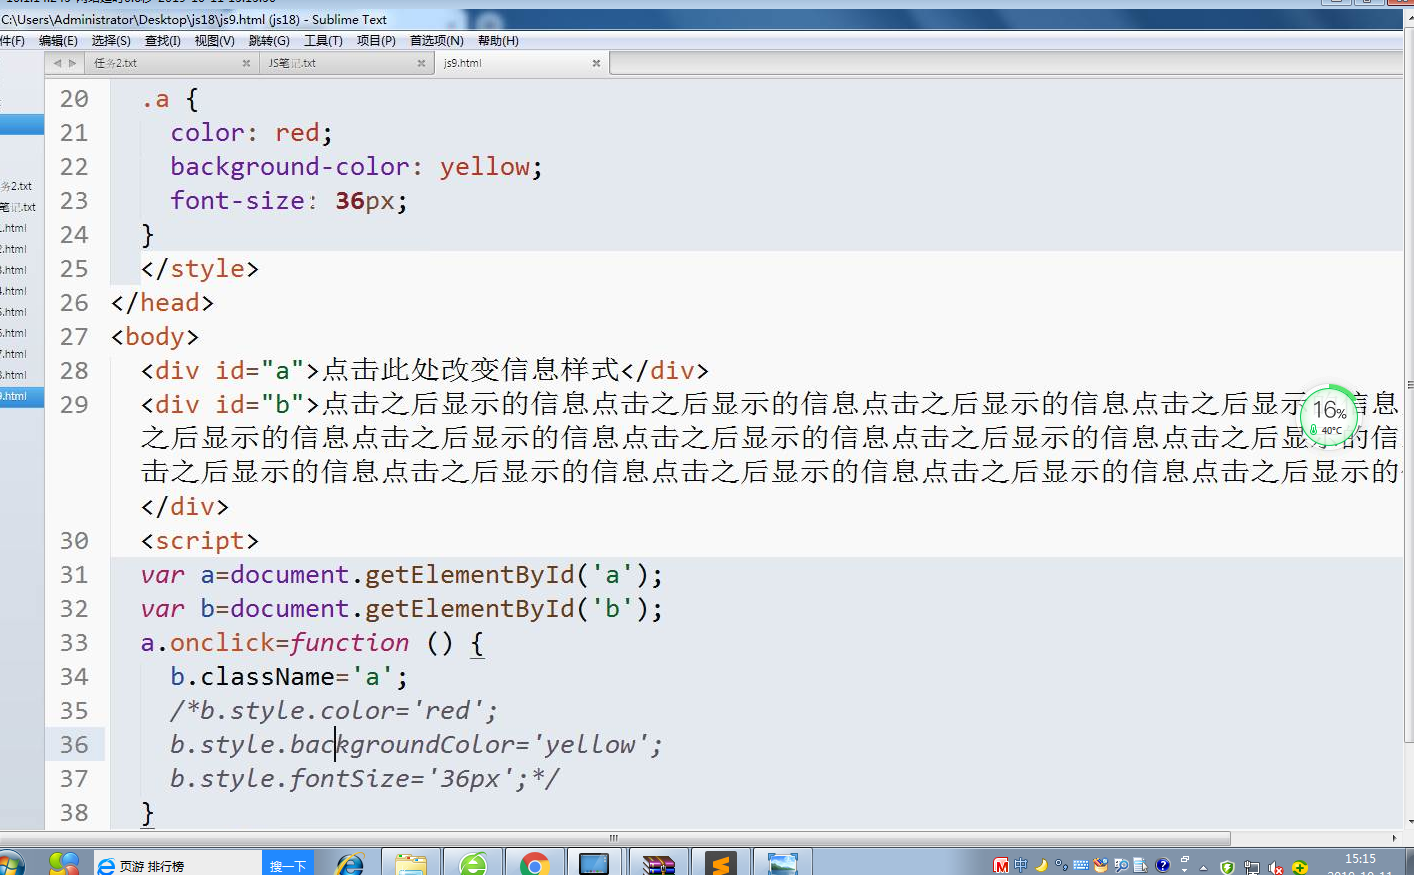 C:\Users\Administrator\Desktop\js18\js9.html (js18) - Sublime Text
件(F) 编辑(E) 选择(S) 查找(I) 视图(V) 跳转(G) 工具(T) 项目(P) 首选项(N) 帮助(H)
任务2.txt JS笔记.txt js9.html
务2.txt
笔记.txt
.html
.html
.html
.html
.html
.html
.html
.html
.html
20 .a {
21 color: red;
22 background-color: yellow;
23 font-size: 36px;
24 }
25 </style>
26 </head>
27 <body>
28 <div id="a">点击此处改变信息样式</div>
29 <div id="b">点击之后显示的信息点击之后显示的信息点击之后显示的信息点击之后显示 信息
之后显示的信息点击之后显示的信息点击之后显示的信息点击之后显示的信息点击之后显 的信
击之后显示的信息点击之后显示的信息点击之后显示的信息点击之后显示的信息点击之后显示的
</div>
30 <script>
31 var a=document.getElementById('a');
32 var b=document.getElementById('b');
33 a.onclick=function () {
34 b.className='a';
35 /*b.style.color='red';
36 b.style.backgroundColor='yellow';
37 b.style.fontSize='36px';*/
38 }
16%
40°C
页游 排行榜 搜一下
中
15:15